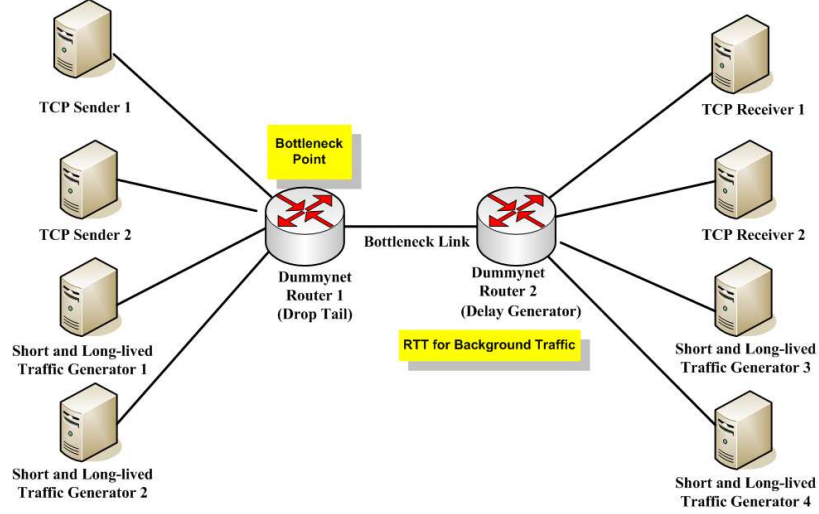 TCP Sender 1
TCP Receiver 1
Bottleneck
Point
TCP Sender 2
TCP Receiver 2
Bottleneck Link
Dummynet
Router 1
(Drop Tail)
Dummynet
Router 2
(Delay Generator)
RTT for Background Traffic
Short and Long-lived
Traffic Generator 1
Short and Long-lived
Traffic Generator 3
Short and Long-lived
Traffic Generator 2
Short and Long-lived
Traffic Generator 4